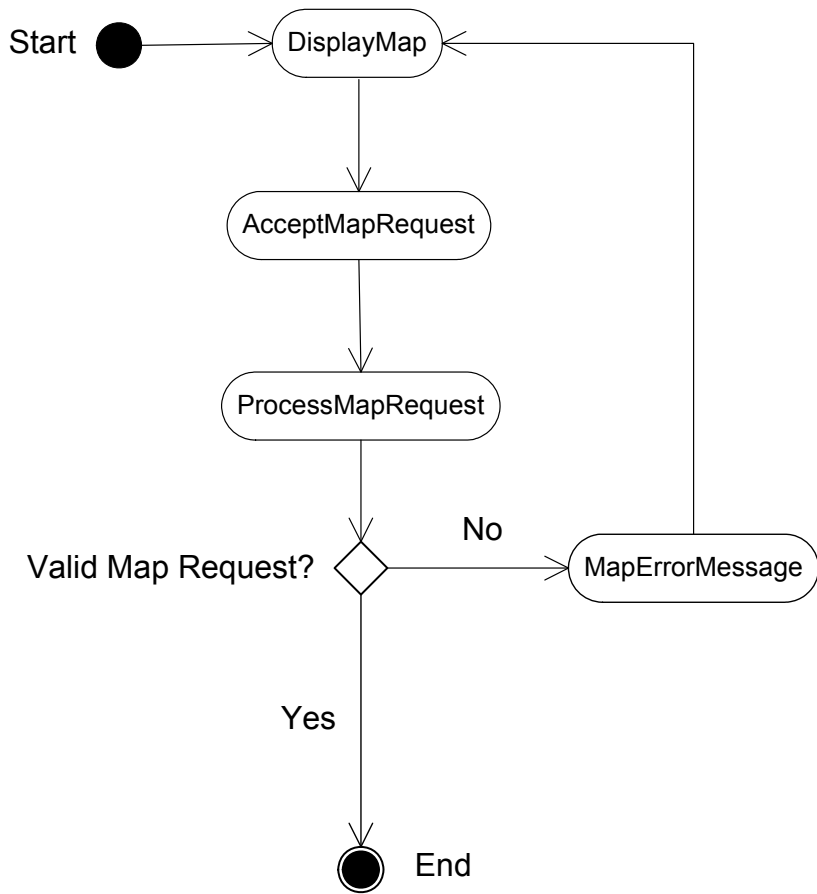 Start
DisplayMap
AcceptMapRequest
ProcessMapRequest
No
Valid Map Request?
MapErrorMessage
Yes
End